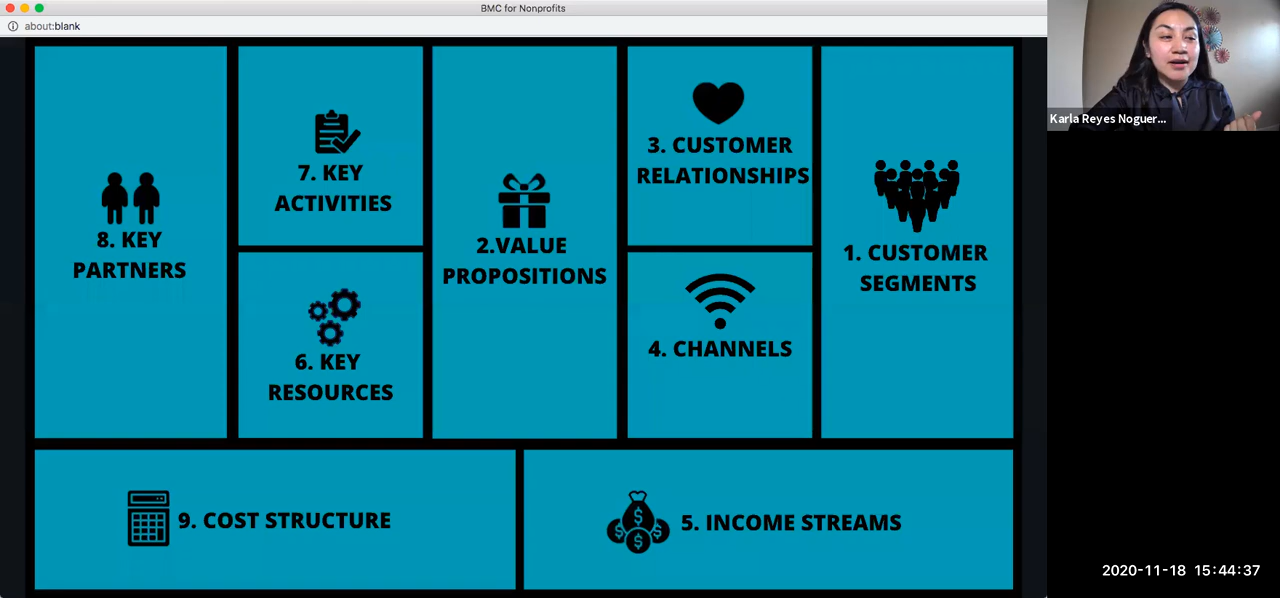 BMC for Nonprofits
about:blank
8. KEY
PARTNERS
7. KEY
ACTIVITIES
6. KEY
RESOURCES
2.VALUE
PROPOSITIONS
3. CUSTOMER
RELATIONSHIPS
4. CHANNELS
1. CUSTOMER
SEGMENTS
9. COST STRUCTURE
$
$
$
$
5. INCOME STREAMS
Karla Reyes Noguer...
2020-11-18 15:44:37